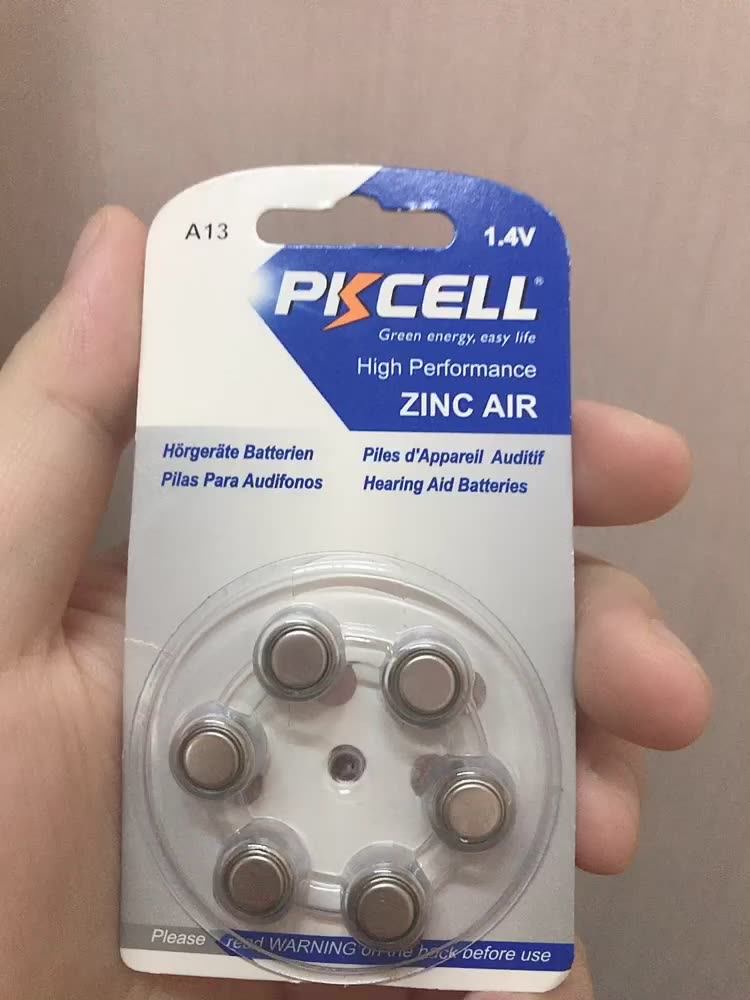 A13
1.4V
PKCELL®
Green energy, easy life
High Performance
ZINC AIR
Hörgeräte Batterien
Piles d'Appareil Auditif
Pilas Para Audifonos
Hearing Aid Batteries
Please read WARNING on the back before use